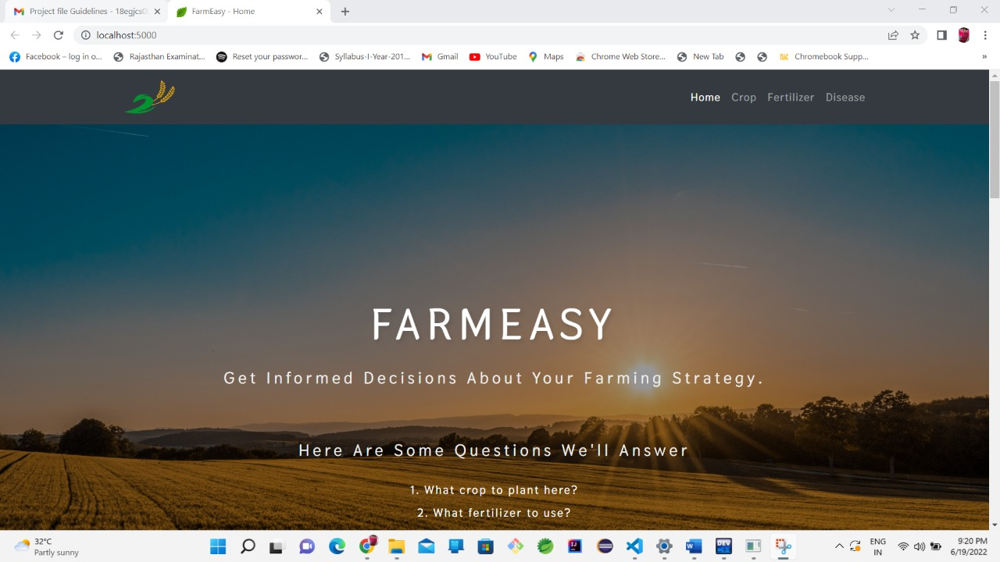 Project file Guidelines - 18egjcs0
FarmEasy - Home
localhost:5000
Facebook – log in o...
Rajasthan Examinat...
Reset your passwor...
Syllabus-I-Year-201...
Gmail
YouTube
Maps
Chrome Web Store...
New Tab
Chromebook Supp...
»
Home Crop Fertilizer Disease
FARMEASY
Get Informed Decisions About Your Farming Strategy.
Here Are Some Questions We'll Answer
1. What crop to plant here?
2. What fertilizer to use?
32°C
Partly sunny
DEV
ENG
IN
9:20 PM
6/19/2022